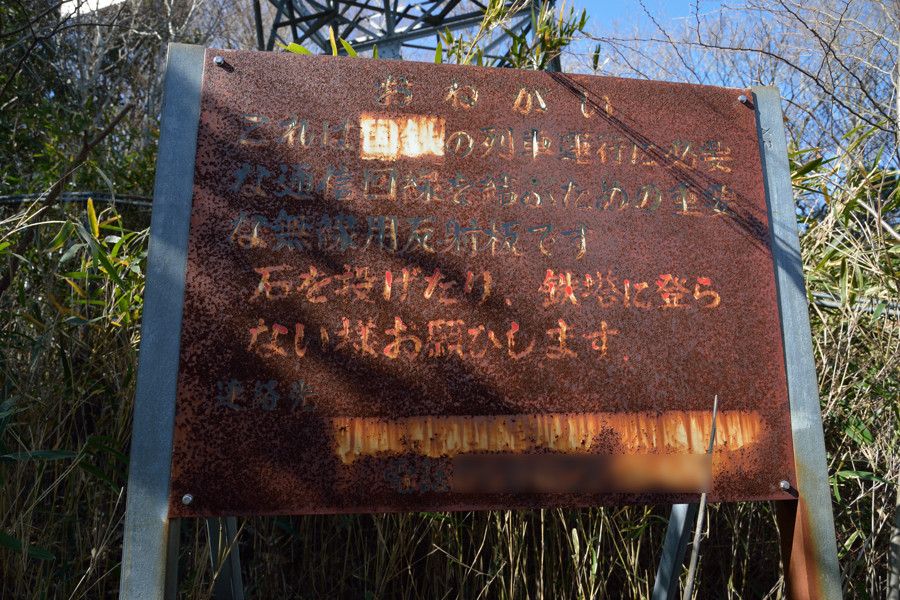 おねがい
これは国鉄の列車運行に必要
な通信回線を結ぶための重要
な無線用反射板です
石を投げたり、鉄塔に登ら
ない様お願いします。
連絡先
電話